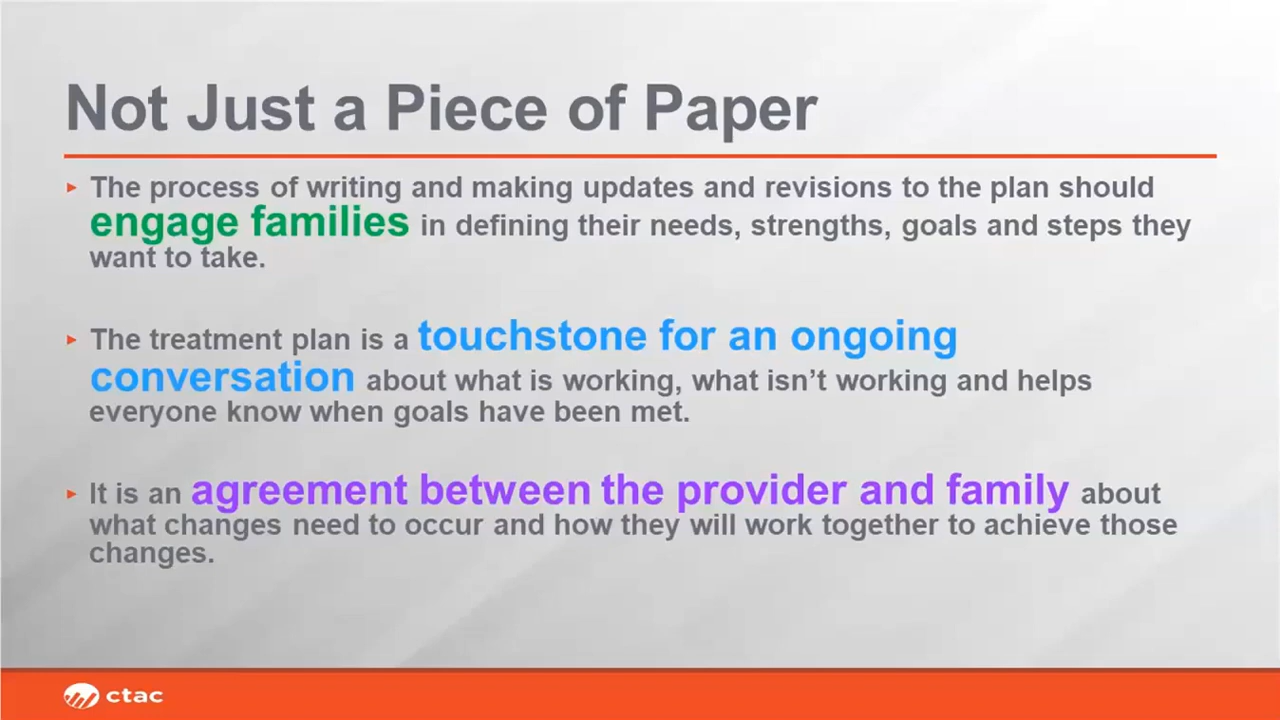 Not Just a Piece of Paper
The process of writing and making updates and revisions to the plan should
engage families in defining their needs, strengths, goals and steps they
want to take.
The treatment plan is a touchstone for an ongoing
conversation about what is working, what isn’t working and helps
everyone know when goals have been met.
It is an agreement between the provider and family about
what changes need to occur and how they will work together to achieve those
changes.
ctac